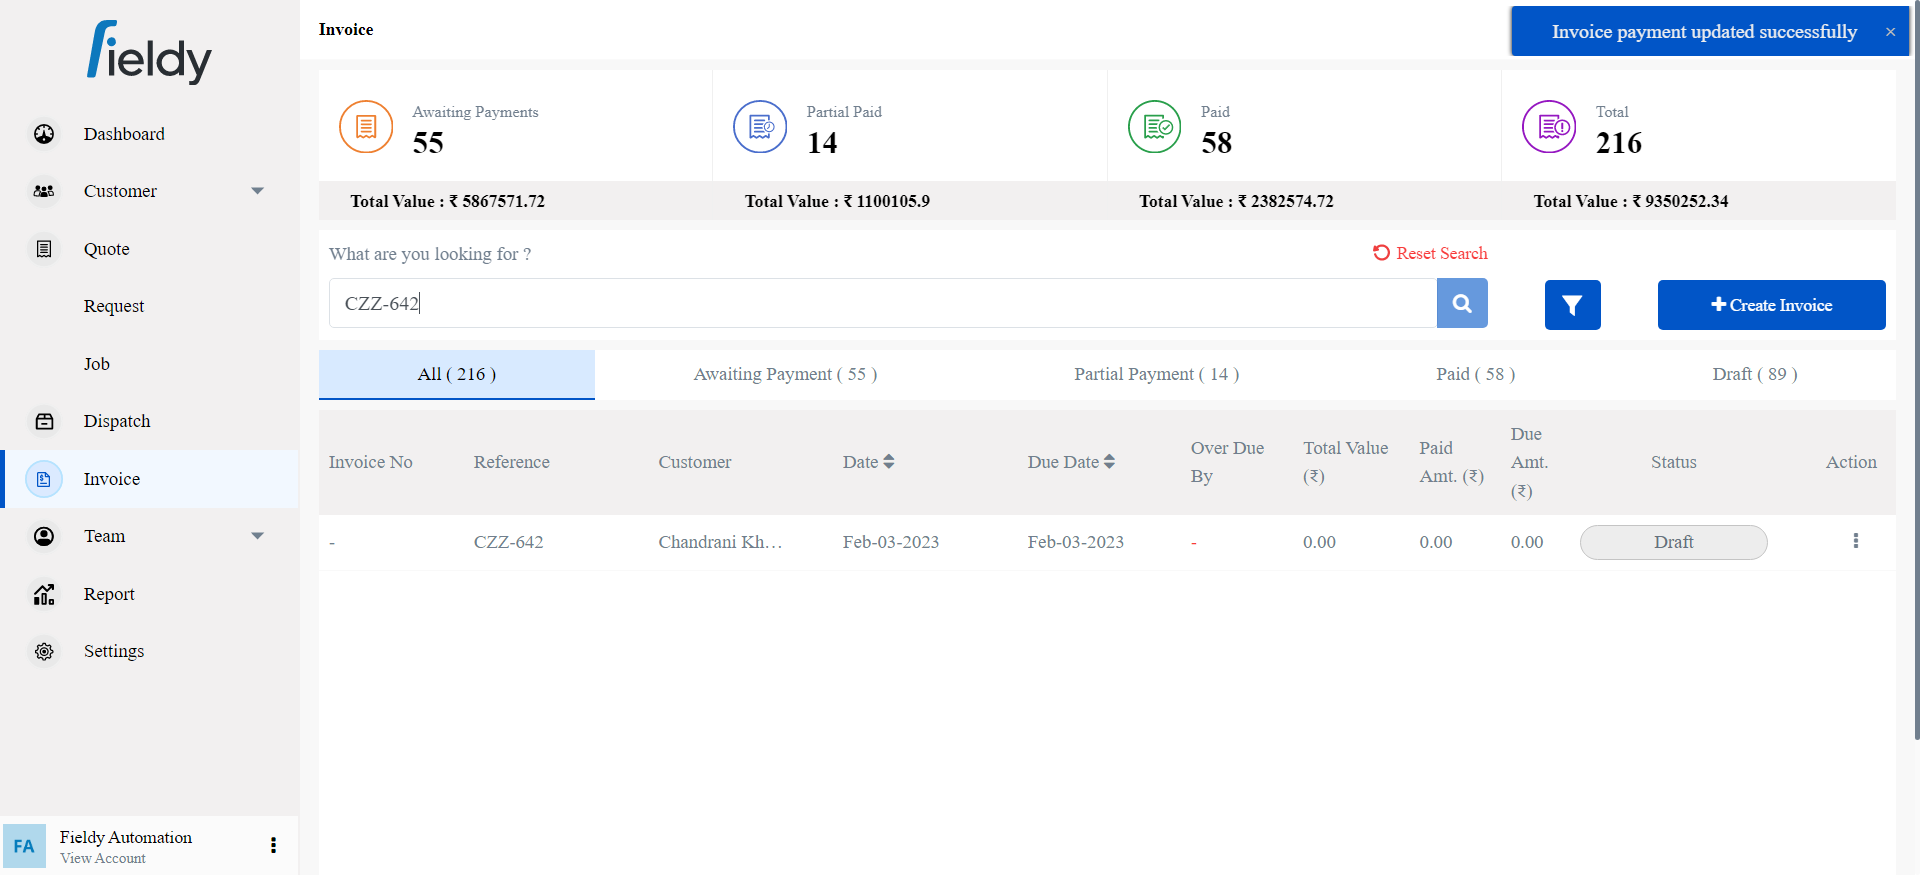 fieldy
Dashboard
Customer
Quote
Request
Job
Dispatch
Invoice
Team
Report
Settings
FA
Fieldy Automation
View Account
Invoice
Invoice payment updated successfully ×
Awaiting Payments
55
Total Value : ₹ 5867571.72
Partial Paid
14
Total Value : ₹ 1100105.9
Paid
58
Total Value : ₹ 2382574.72
Total
216
Total Value : ₹ 9350252.34
What are you looking for ?
Reset Search
CZZ-642
Create Invoice
All ( 216 )
Awaiting Payment ( 55 )
Partial Payment ( 14 )
Paid ( 58 )
Draft ( 89 )
Invoice No
Reference
Customer
Date
Due Date
Over Due
By
Total Value
(₹)
Paid
Amt. (₹)
Due
Amt.
(₹)
Status
Action
-
CZZ-642
Chandrani Kh...
Feb-03-2023
Feb-03-2023
-
0.00
0.00
0.00
Draft